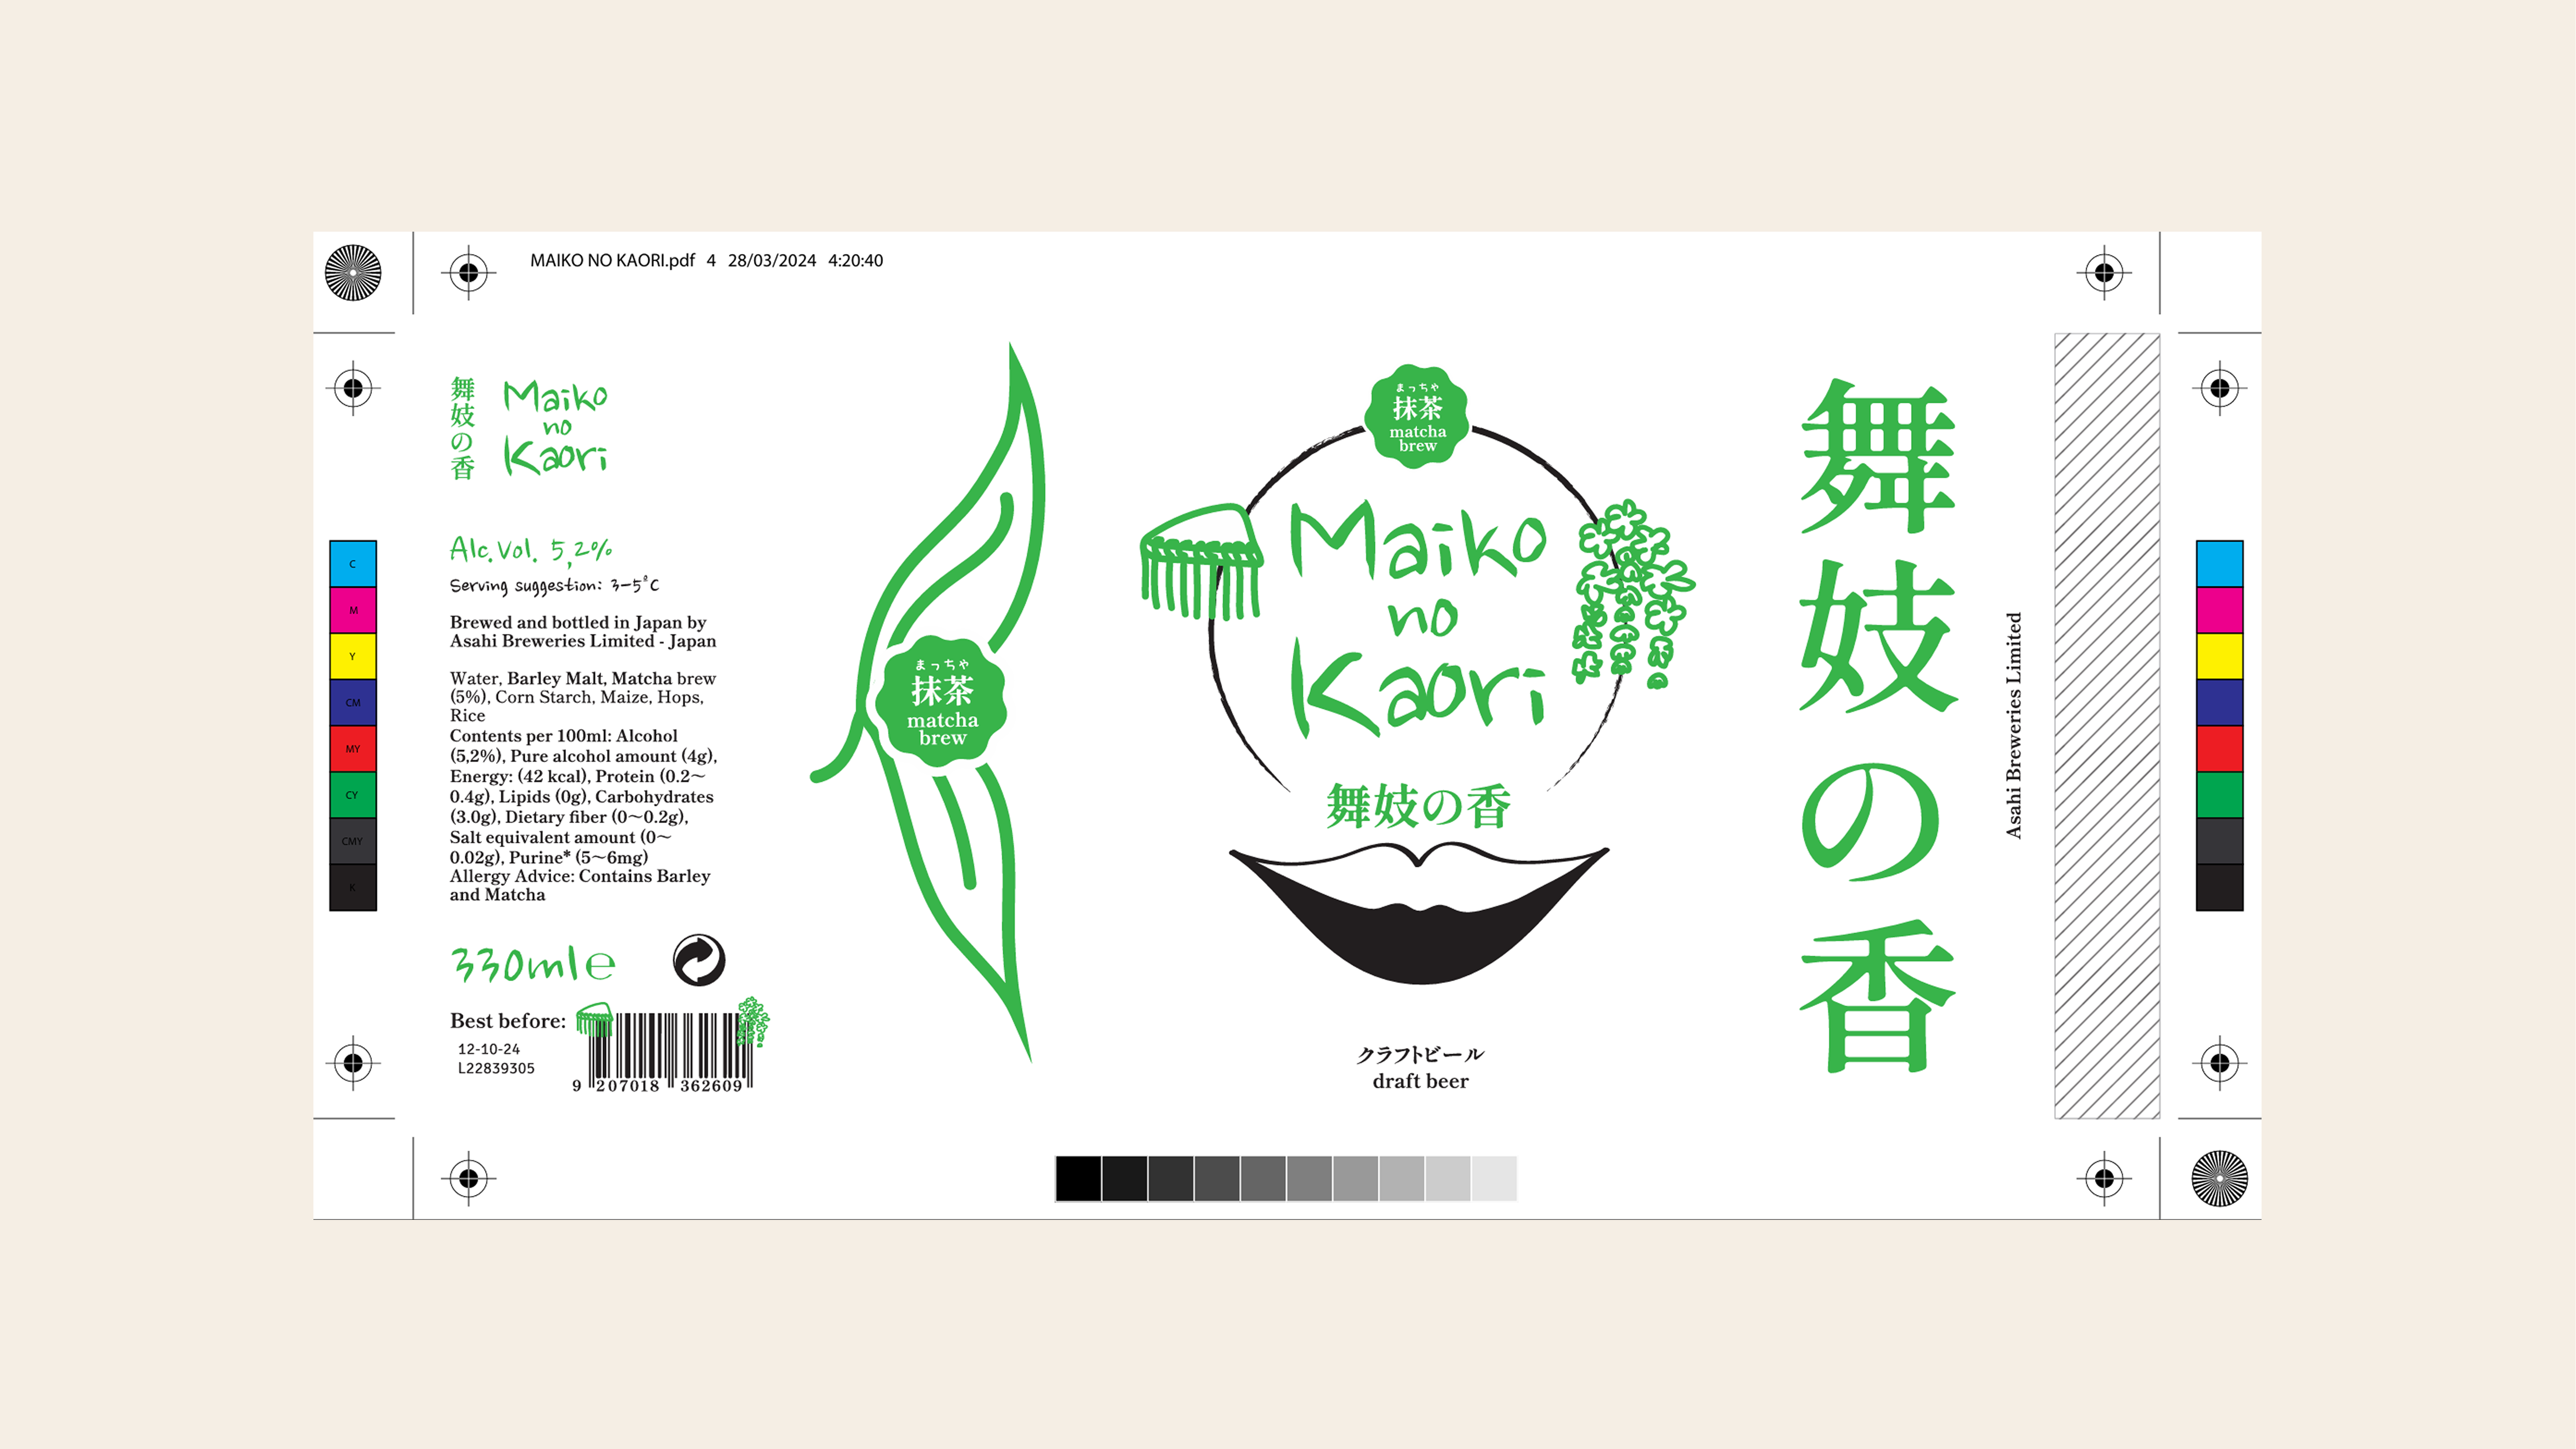 MAIKO NO KAORI.pdf 4 28/03/2024 4:20:40
C
M
Y
CM
MY
CY
CMY
K
舞妓の香
Maiko
no
Kaori
Alc.Vol. 5,2%
Serving suggestion: 3-5°C
Brewed and bottled in Japan by
Asahi Breweries Limited - Japan
Water, Barley Malt, Matcha brew
(5%), Corn Starch, Maize, Hops,
Rice
Contents per 100ml: Alcohol
(5,2%), Pure alcohol amount (4g),
Energy: (42 kcal), Protein (0.2〜
0.4g), Lipids (0g), Carbohydrates
(3.0g), Dietary fiber (0〜0.2g),
Salt equivalent amount (0〜
0.02g), Purine* (5〜6mg)
Allergy Advice: Contains Barley
and Matcha
330ml℮
Best before:
12-10-24
L22839305
9 207018 362609
まっちゃ
抹茶
matcha
brew
まっちゃ
抹茶
matcha
brew
Maiko
no
Kaori
舞妓の香
クラフトビール
draft beer
舞妓の香
Asahi Breweries Limited